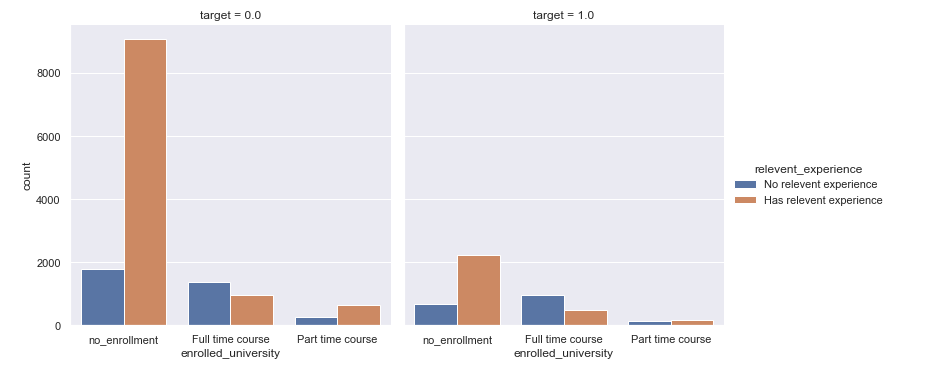 target = 0.0
target = 1.0
count
8000
6000
4000
2000
0
no_enrollment
Full time course
Part time course
enrolled_university
no_enrollment
Full time course
Part time course
enrolled_university
relevent_experience
No relevent experience
Has relevent experience